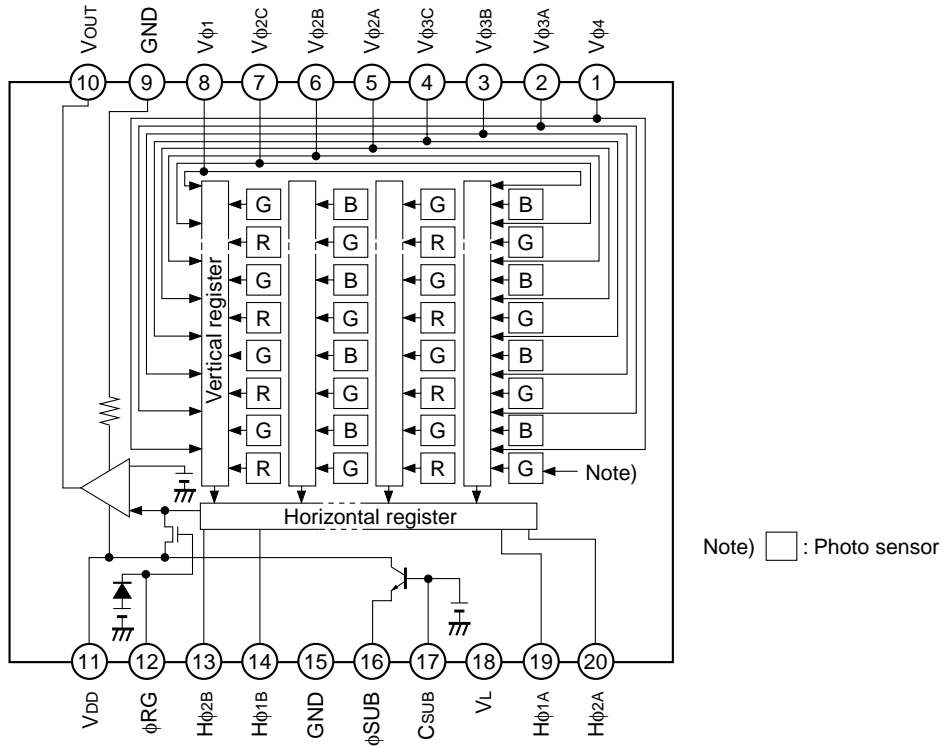 VOUT
GND
Vϕ1
Vϕ2C
Vϕ2B
Vϕ2A
Vϕ3C
Vϕ3B
Vϕ3A
Vϕ4
10 9 8 7 6 5 4 3 2 1
Vertical register
G B G B
R G R G
G B G B
R G R G
G B G B
R G R G
G B G B
R G R G
Note)
Horizontal register
Note) : Photo sensor
11 12 13 14 15 16 17 18 19 20
VDD
ϕRG
Hϕ2B
Hϕ1B
GND
ϕSUB
CSUB
VL
Hϕ1A
Hϕ2A